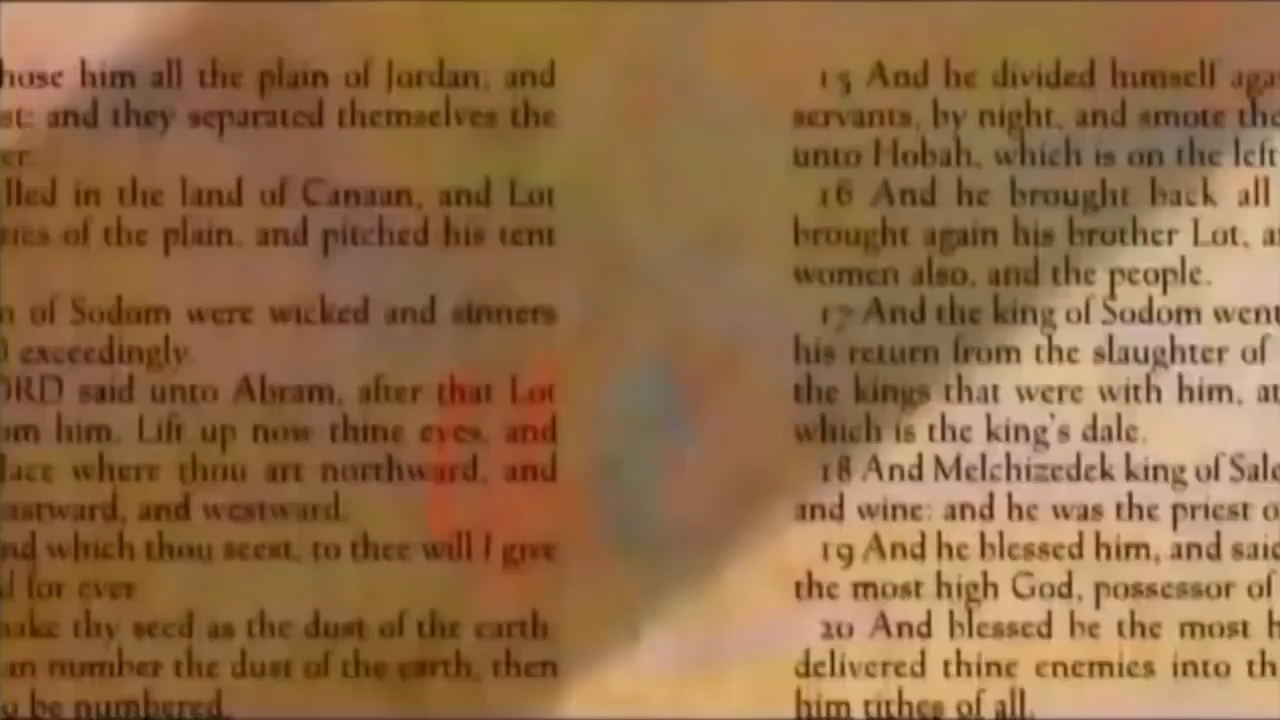 hose him all the plain of Jordan; and
st: and they separated themselves the
er.
lled in the land of Canaan, and Lot
ties of the plain, and pitched his tent
n of Sodom were wicked and sinners
exceedingly.
ORD said unto Abram, after that Lot
om him, Lift up now thine eyes, and
lace where thou art northward, and
astward, and westward.
nd which thou seest, to thee will I give
d for ever.
ake thy seed as the dust of the earth:
an number the dust of the earth, then
be numbered.
15 And he divided himself aga
servants, by night, and smote the
unto Hobah, which is on the left
16 And he brought back all
brought again his brother Lot, a
women also, and the people.
17 And the king of Sodom went
his return from the slaughter of
the kings that were with him, at
which is the king's dale.
18 And Melchizedek king of Sale
and wine: and he was the priest o
19 And he blessed him, and said
the most high God, possessor of
20 And blessed be the most h
delivered thine enemies into th
him tithes of all.